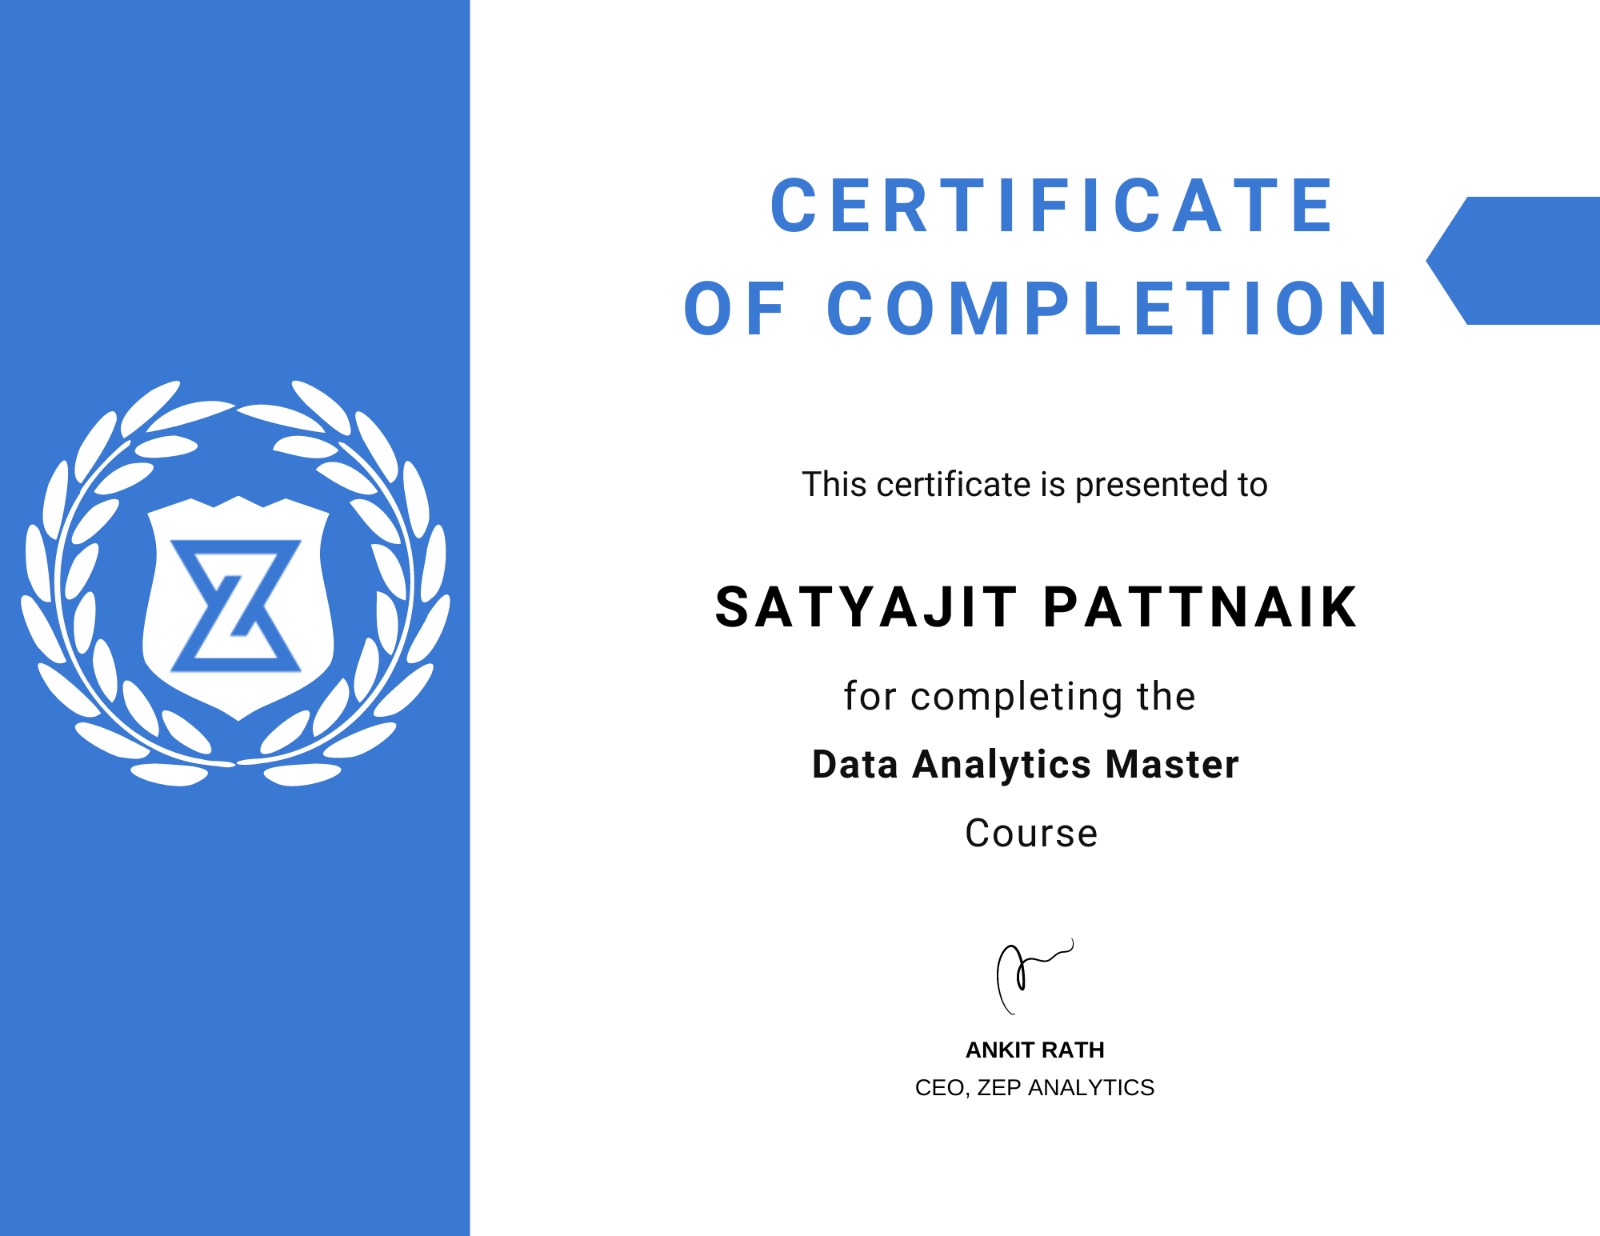 CERTIFICATE
OF COMPLETION
This certificate is presented to
SATYAJIT PATTNAIK
for completing the
Data Analytics Master
Course
ANKIT RATH
CEO, ZEP ANALYTICS